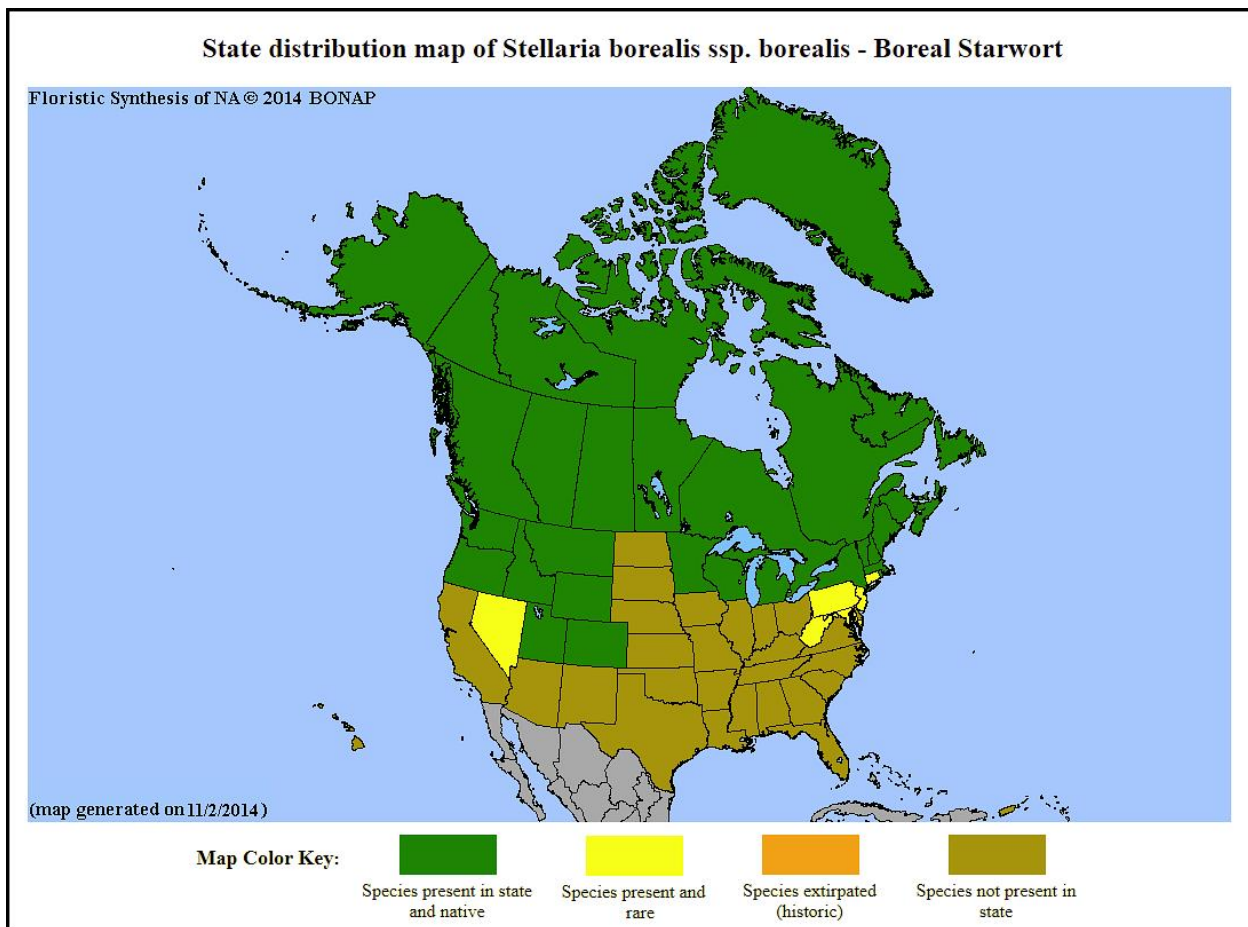 State distribution map of Stellaria borealis ssp. borealis - Boreal Starwort
Floristic Synthesis of NA © 2014 BONAP
(map generated on 11/2/2014)
Map Color Key:
Species present in state
and native
Species present and
rare
Species extirpated
(historic)
Species not present in
state